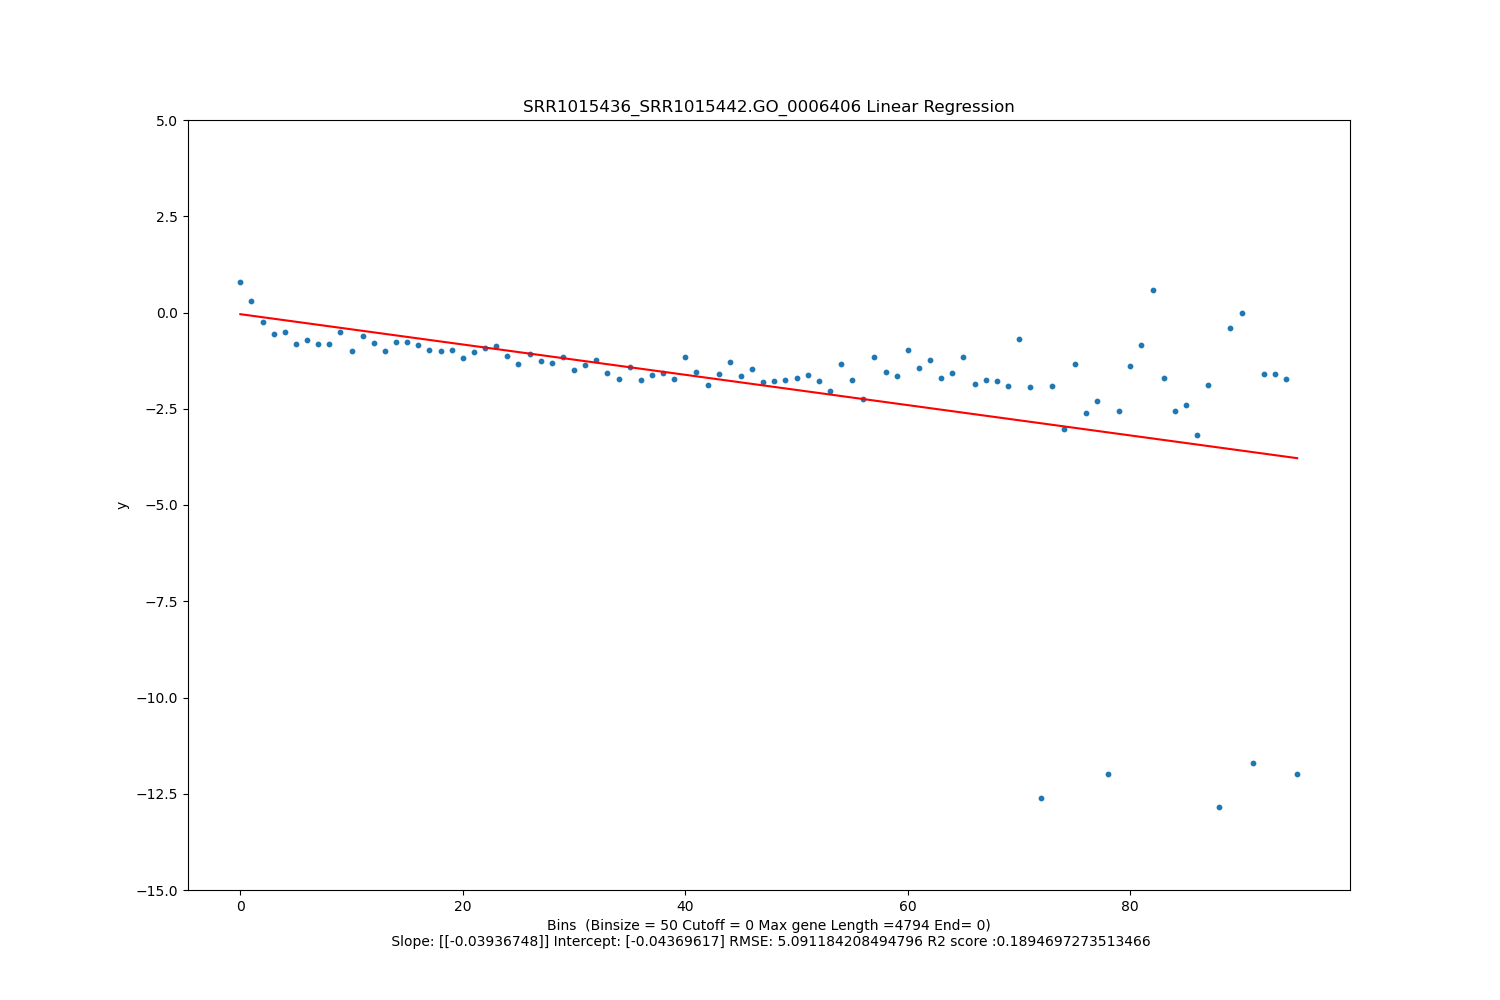 SRR1015436_SRR1015442.GO_0006406 Linear Regression
5.0
2.5
0.0
−2.5
−5.0
−7.5
−10.0
−12.5
−15.0
y
0 20 40 60 80
Bins  (Binsize = 50 Cutoff = 0 Max gene Length =4794 End= 0)
Slope: [[-0.03936748]] Intercept: [-0.04369617] RMSE: 5.091184208494796 R2 score :0.1894697273513466